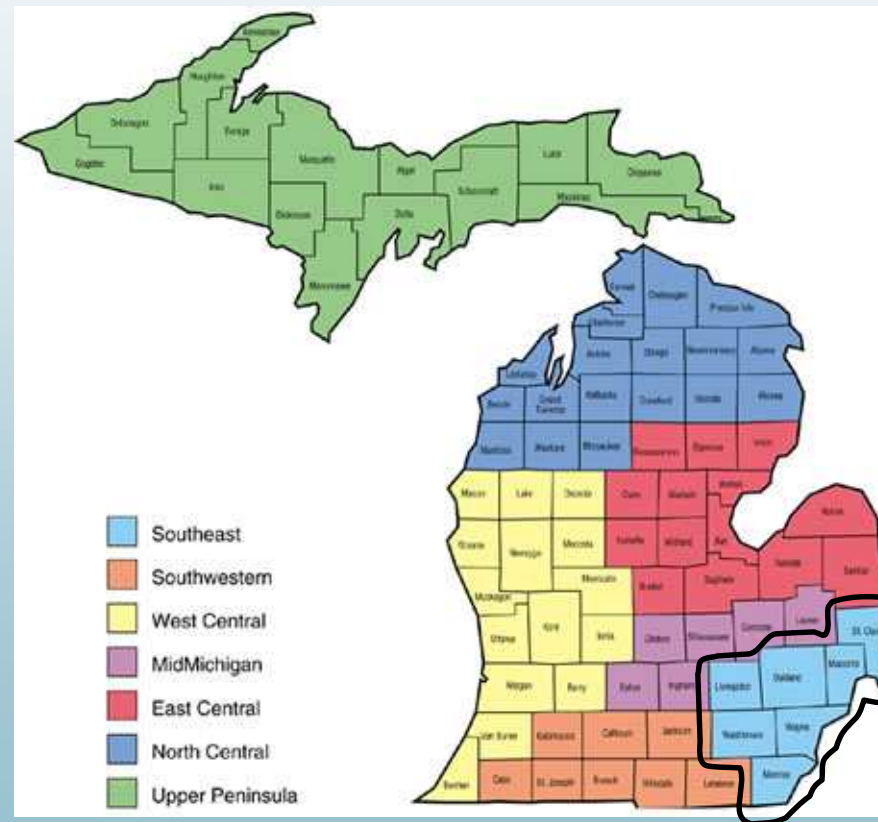 Keweenaw
Houghton
Ontonagon
Baraga
Gogebic
Marquette
Iron
Alger
Luce
Chippewa
Schoolcraft
Mackinac
Dickinson
Delta
Menominee
Emmet
Cheboygan
Presque Isle
Charlevoix
Antrim
Otsego
Montmorency
Alpena
Leelanau
Benzie
Grand
Traverse
Kalkaska
Crawford
Oscoda
Alcona
Manistee
Wexford
Missaukee
Roscommon
Ogemaw
Iosco
Mason
Lake
Osceola
Clare
Gladwin
Arenac
Huron
Oceana
Newaygo
Mecosta
Isabella
Midland
Bay
Tuscola
Sanilac
Muskegon
Montcalm
Gratiot
Saginaw
Ottawa
Kent
Ionia
Clinton
Shiawassee
Genesee
Lapeer
St. Clair
Allegan
Barry
Eaton
Ingham
Livingston
Oakland
Macomb
Van Buren
Kalamazoo
Calhoun
Jackson
Washtenaw
Wayne
Berrien
Cass
St. Joseph
Branch
Hillsdale
Lenawee
Monroe
Southeast
Southwestern
West Central
MidMichigan
East Central
North Central
Upper Peninsula